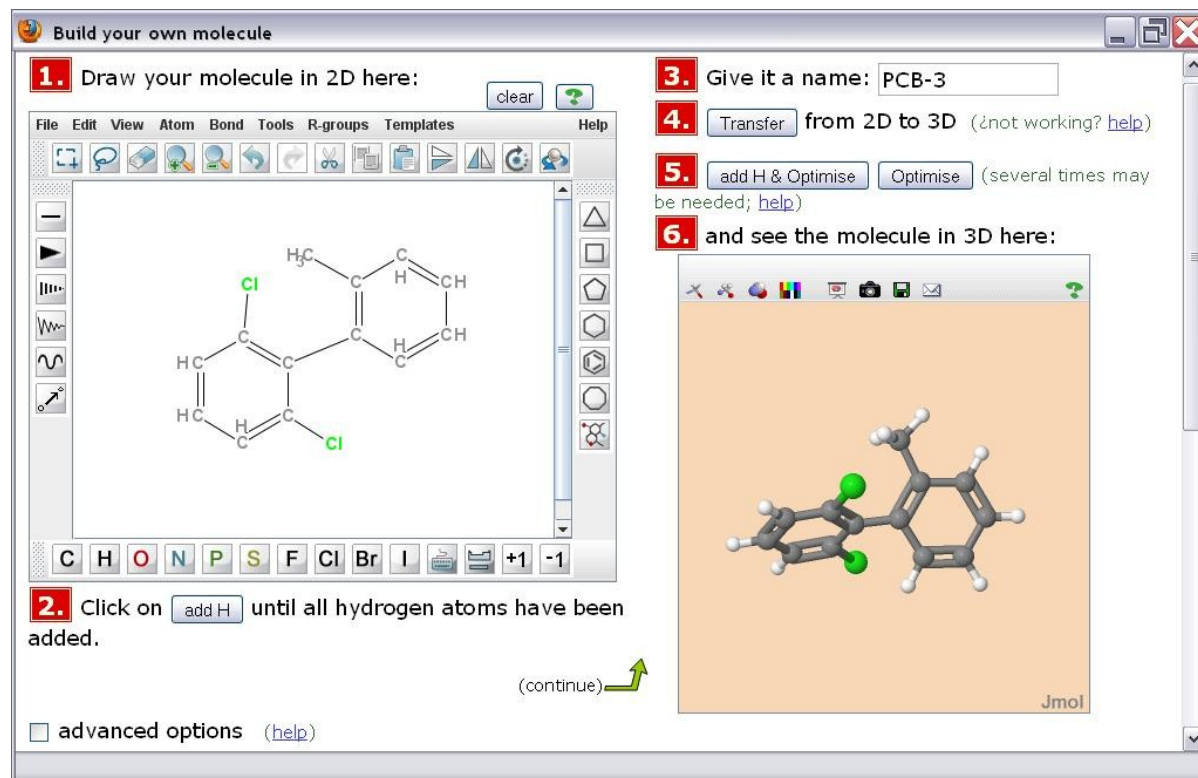 Build your own molecule
1. Draw your molecule in 2D here:
clear ?
File Edit View Atom Bond Tools R-groups Templates Help
H3C
C
H
CH
Cl
C
C
CH
C
H
C
HC
C
HC
H
C
C
Cl
C H O N P S F Cl Br I +1 -1
2. Click on add H until all hydrogen atoms have been
added.
(continue)
advanced options (help)
3. Give it a name: PCB-3
4. Transfer from 2D to 3D (¿not working? help)
5. add H & Optimise Optimise (several times may
be needed; help)
6. and see the molecule in 3D here:
?
Jmol